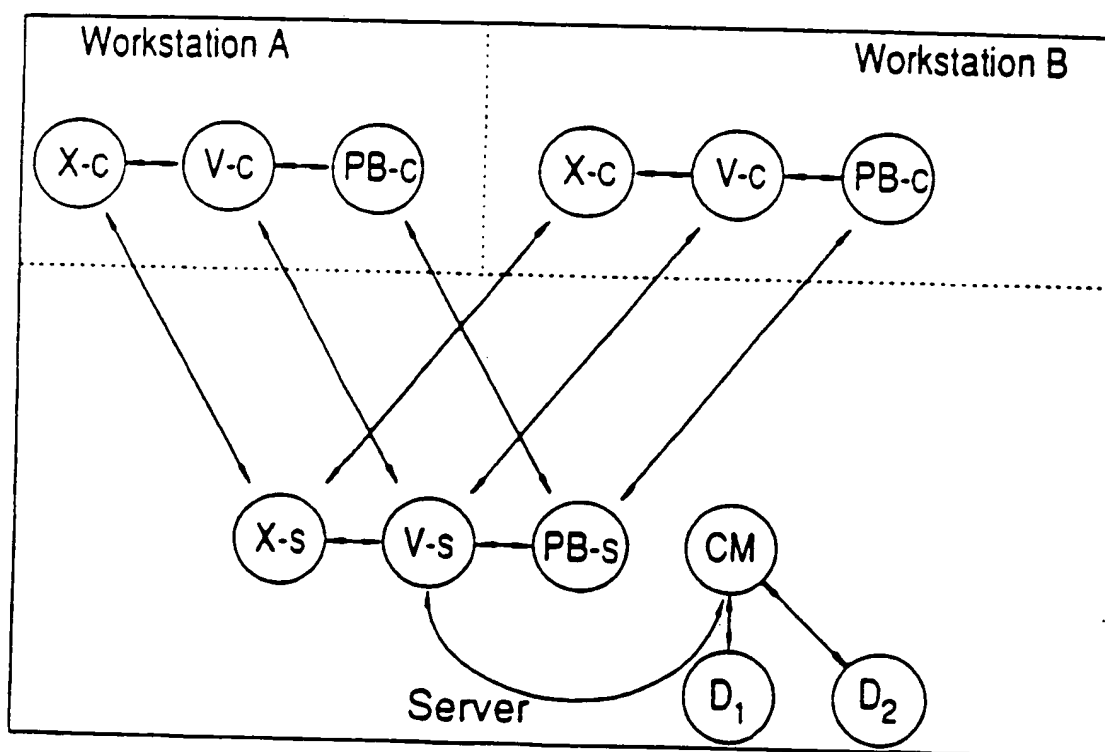 Workstation A
Workstation B
X-c
V-c
PB-c
X-c
V-c
PB-c
X-s
V-s
PB-s
CM
Server
D₁
D₂